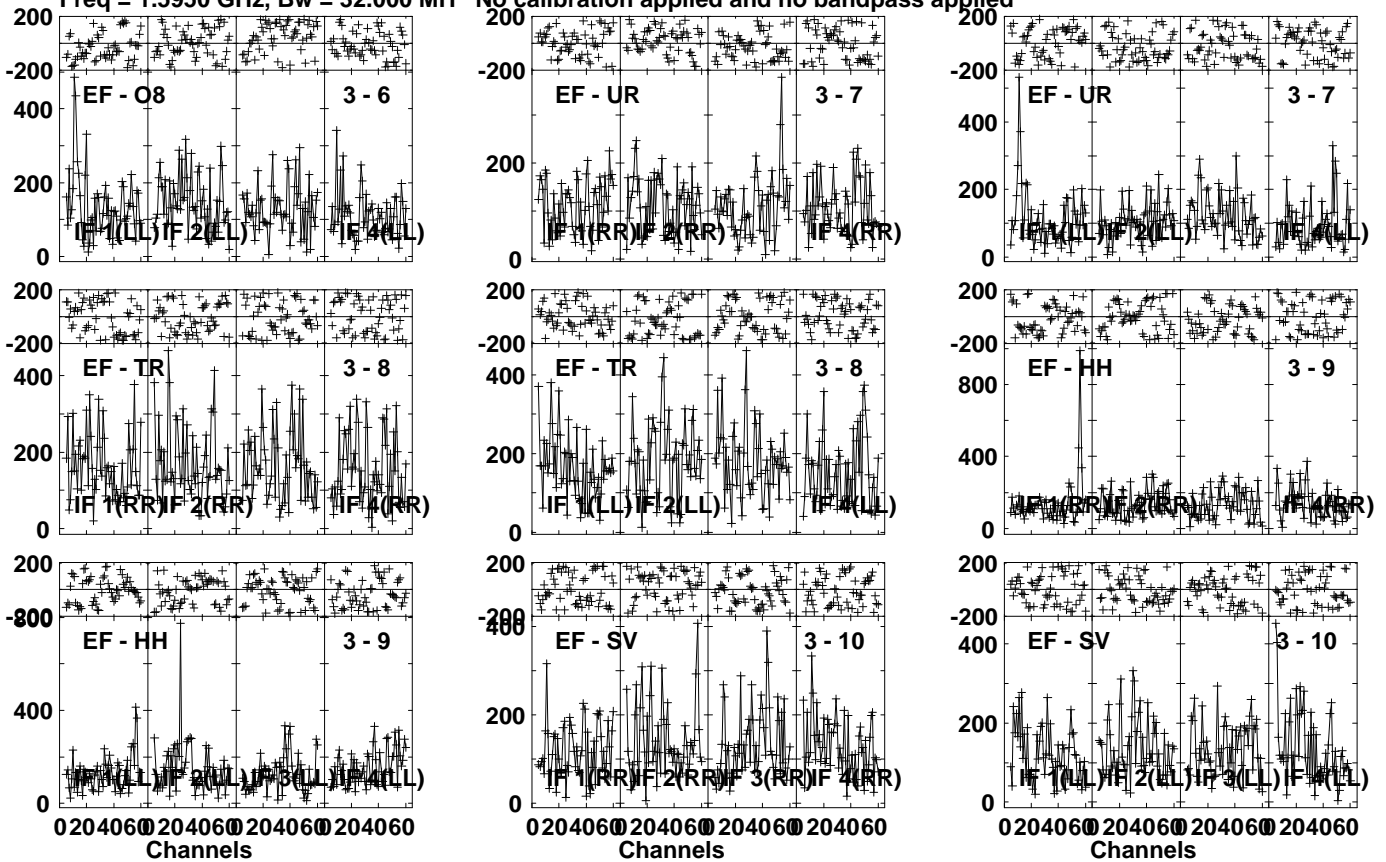 Freq = 1.5950 GHz, Bw = 32.000 MH No calibration applied and no bandpass applied
200 200 200
-200 -200
EF - O8 3 - 6 EF - UR 3 - 7 EF - UR 3 - 7
400 400
200 200 200
IF 1(LL) IF 2(LL) IF 4(LL) IF 1(RR) IF 2(RR) IF 4(RR) IF 1(LL) IF 2(LL) IF 4(LL)
0 0 0
200 200 200
-200 -200 -200
EF - TR 3 - 8 EF - TR 3 - 8 EF - HH 3 - 9
400 400 800
200 200 400
IF 1(RR) IF 2(RR) IF 4(RR) IF 1(LL) IF 2(LL) IF 4(LL) IF 1(RR) IF 2(RR) IF 4(RR)
0 0 0
200 200 200
-200 -200 -200
800 400
EF - HH 3 - 9 EF - SV 3 - 10 EF - SV 3 - 10
400 200 400
200
IF 1(LL) IF 2(LL) IF 3(LL) IF 4(LL) IF 1(RR) IF 2(RR) IF 3(RR) IF 4(RR) IF 1(LL) IF 2(LL) IF 3(LL) IF 4(LL)
0 0 0
0 20 40 60 0 20 40 60 0 20 40 60 0 20 40 60 0 20 40 60 0 20 40 60 0 20 40 60 0 20 40 60 0 20 40 60 0 20 40 60 0 20 40 60 0 20 40 60
Channels Channels Channels